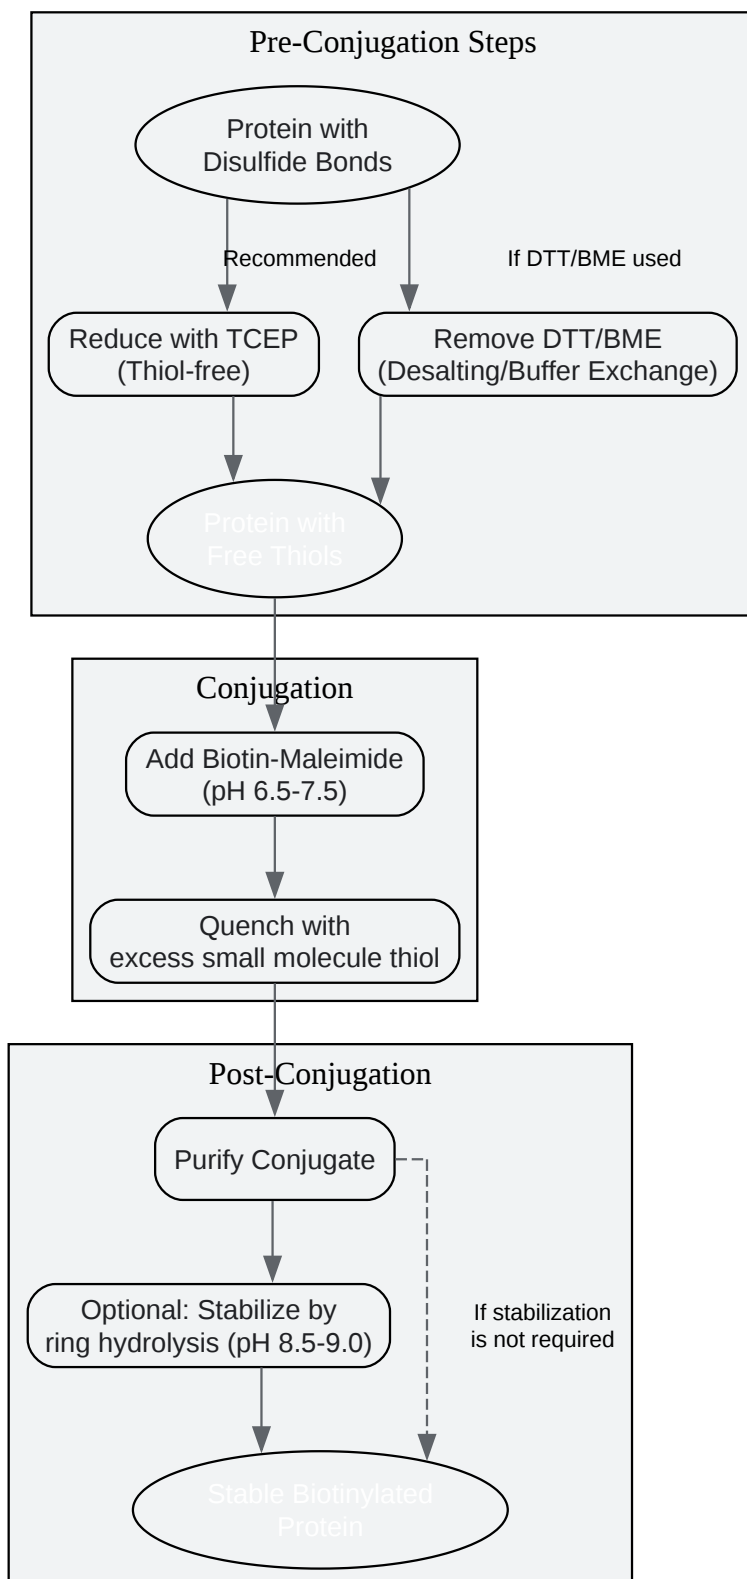 Pre-Conjugation Steps
Protein with
Disulfide Bonds
Recommended
If DTT/BME used
Reduce with TCEP
(Thiol-free)
Remove DTT/BME
(Desalting/Buffer Exchange)
Protein with
Free Thiols
Conjugation
Add Biotin-Maleimide
(pH 6.5-7.5)
Quench with
excess small molecule thiol
Post-Conjugation
Purify Conjugate
Optional: Stabilize by
ring hydrolysis (pH 8.5-9.0)
If stabilization
is not required
Stable Biotinylated
Protein